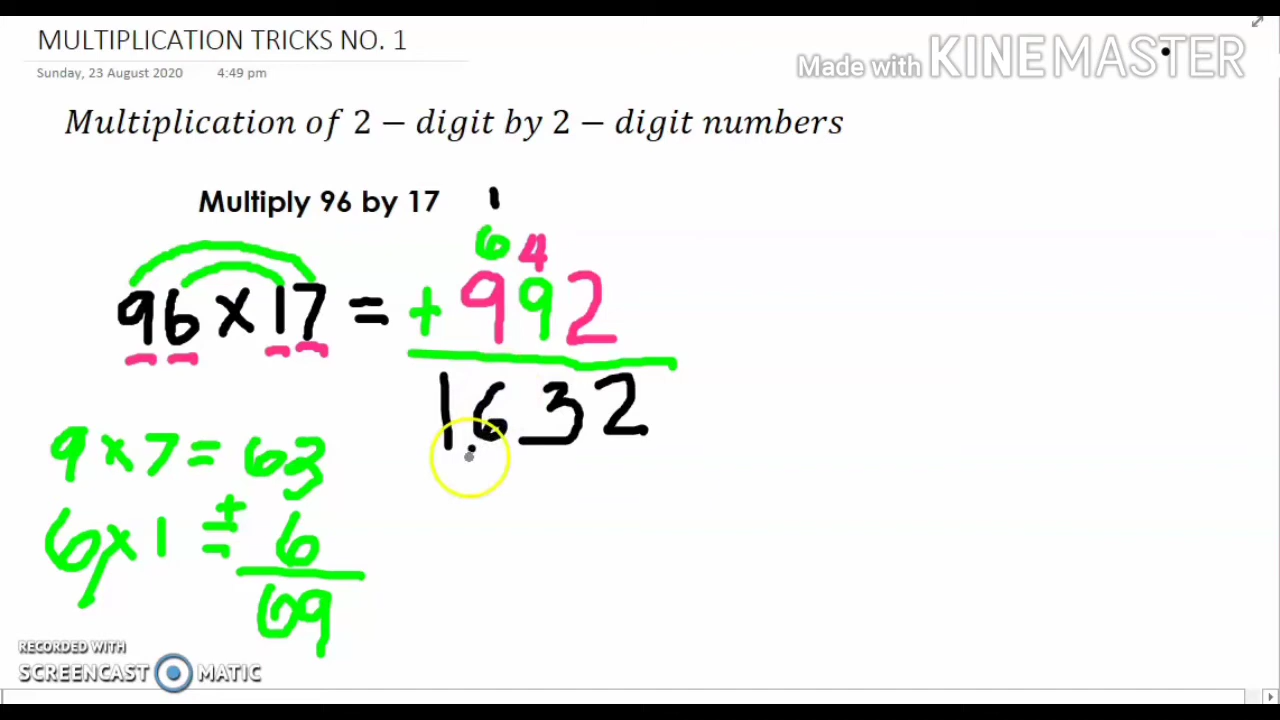 MULTIPLICATION TRICKS NO. 1
Sunday, 23 August 2020 4:49 pm
Made with KINEMASTER
Multiplication of 2 − digit by 2 − digit numbers
Multiply 96 by 17
1
6 4
96 × 17 = + 992
1632
9 × 7 = 63
6 × 1 = + 6
69
RECORDED WITH
SCREENCAST MATIC